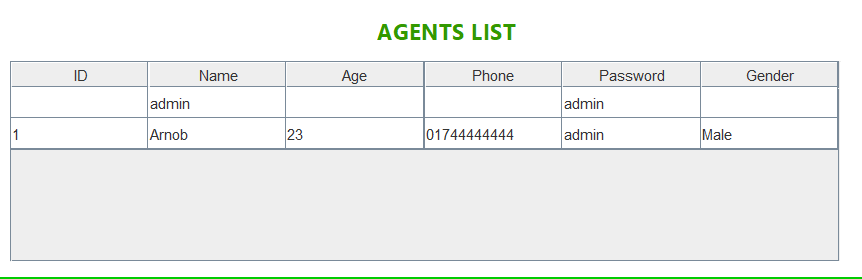 AGENTS LIST
ID Name Age Phone Password Gender
admin admin
1 Arnob 23 01744444444 admin Male